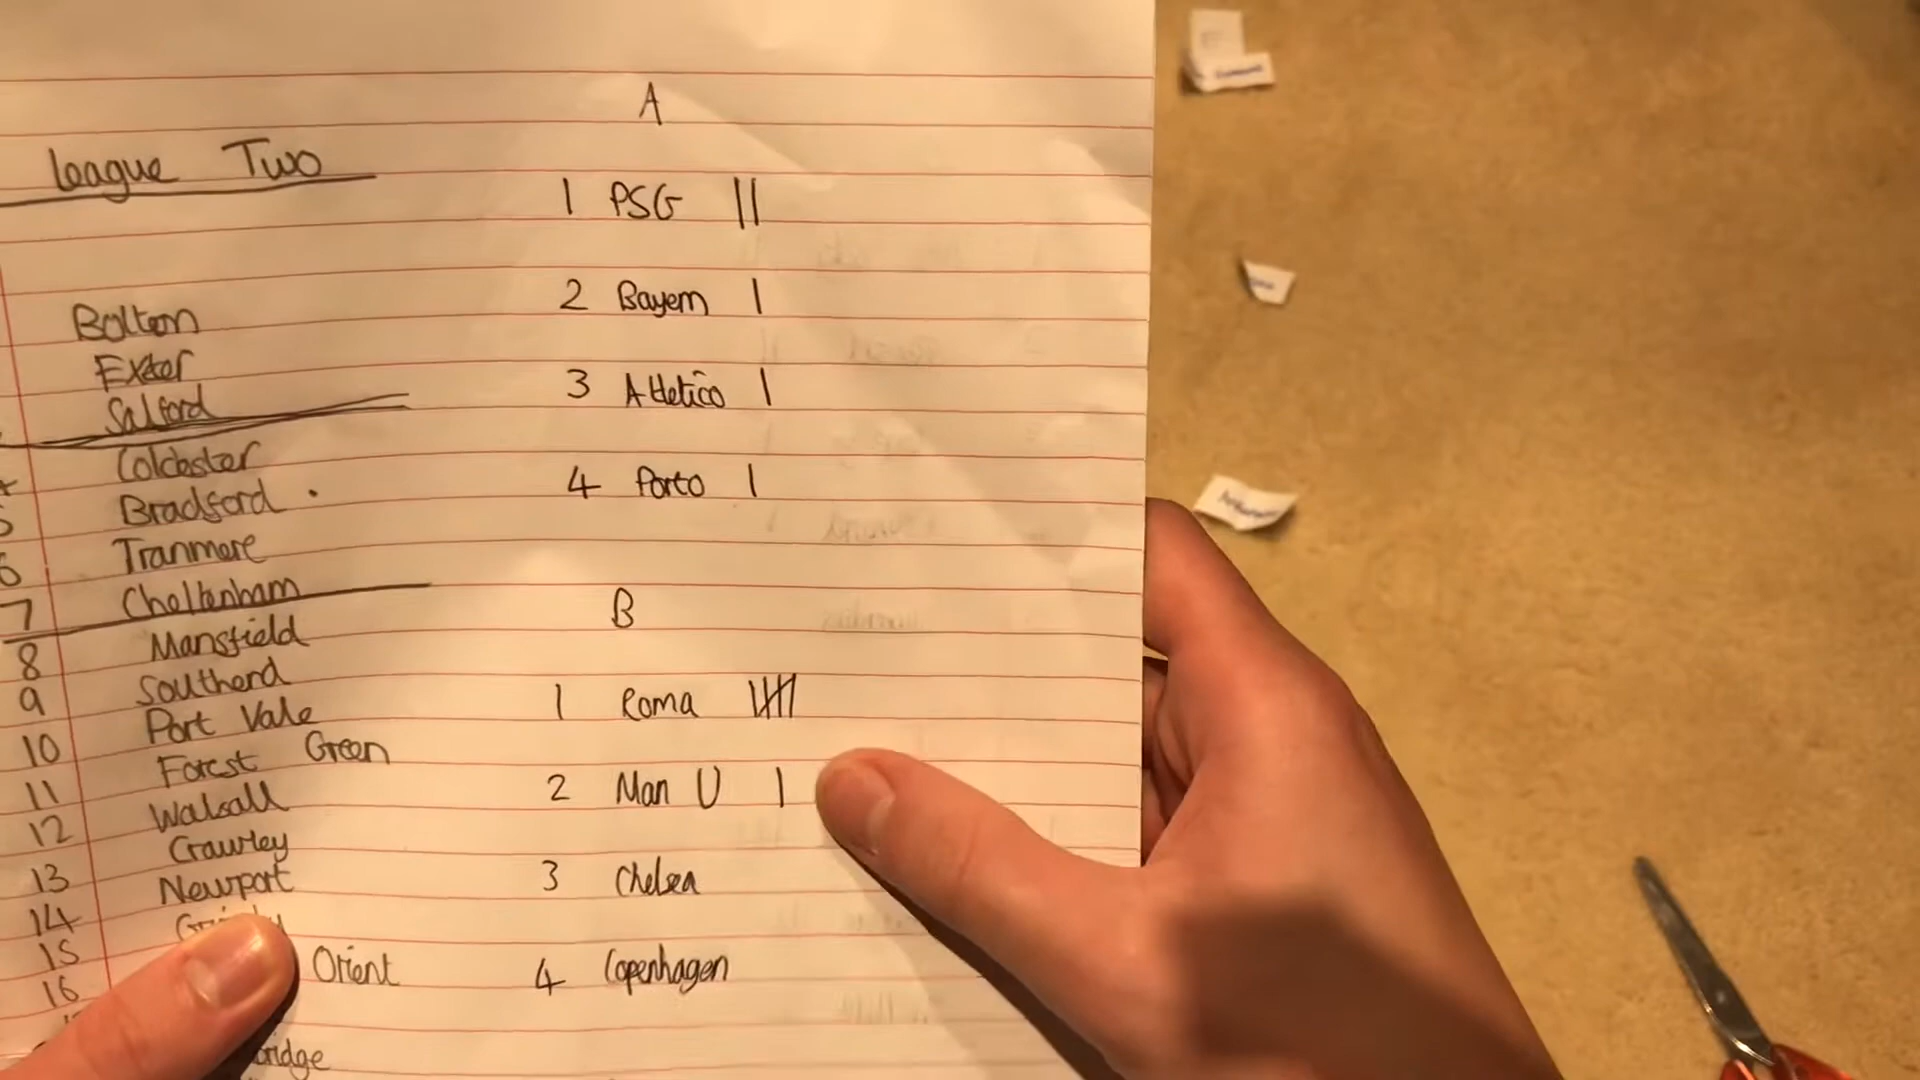 League Two
Bolton
Exeter
Salford
Colchester
5 Bradford .
6 Tranmere
7 Cheltenham
8 Mansfield
9 Southend
10 Port Vale
11 Forest Green
12 Walsall
13 Crawley
14 Newport
15
16 Orient
A
1 PSG ||
2 Bayern |
3 Atletico |
4 Porto |
B
1 Roma ||||
2 Man U |
3 Chelsea
4 Copenhagen